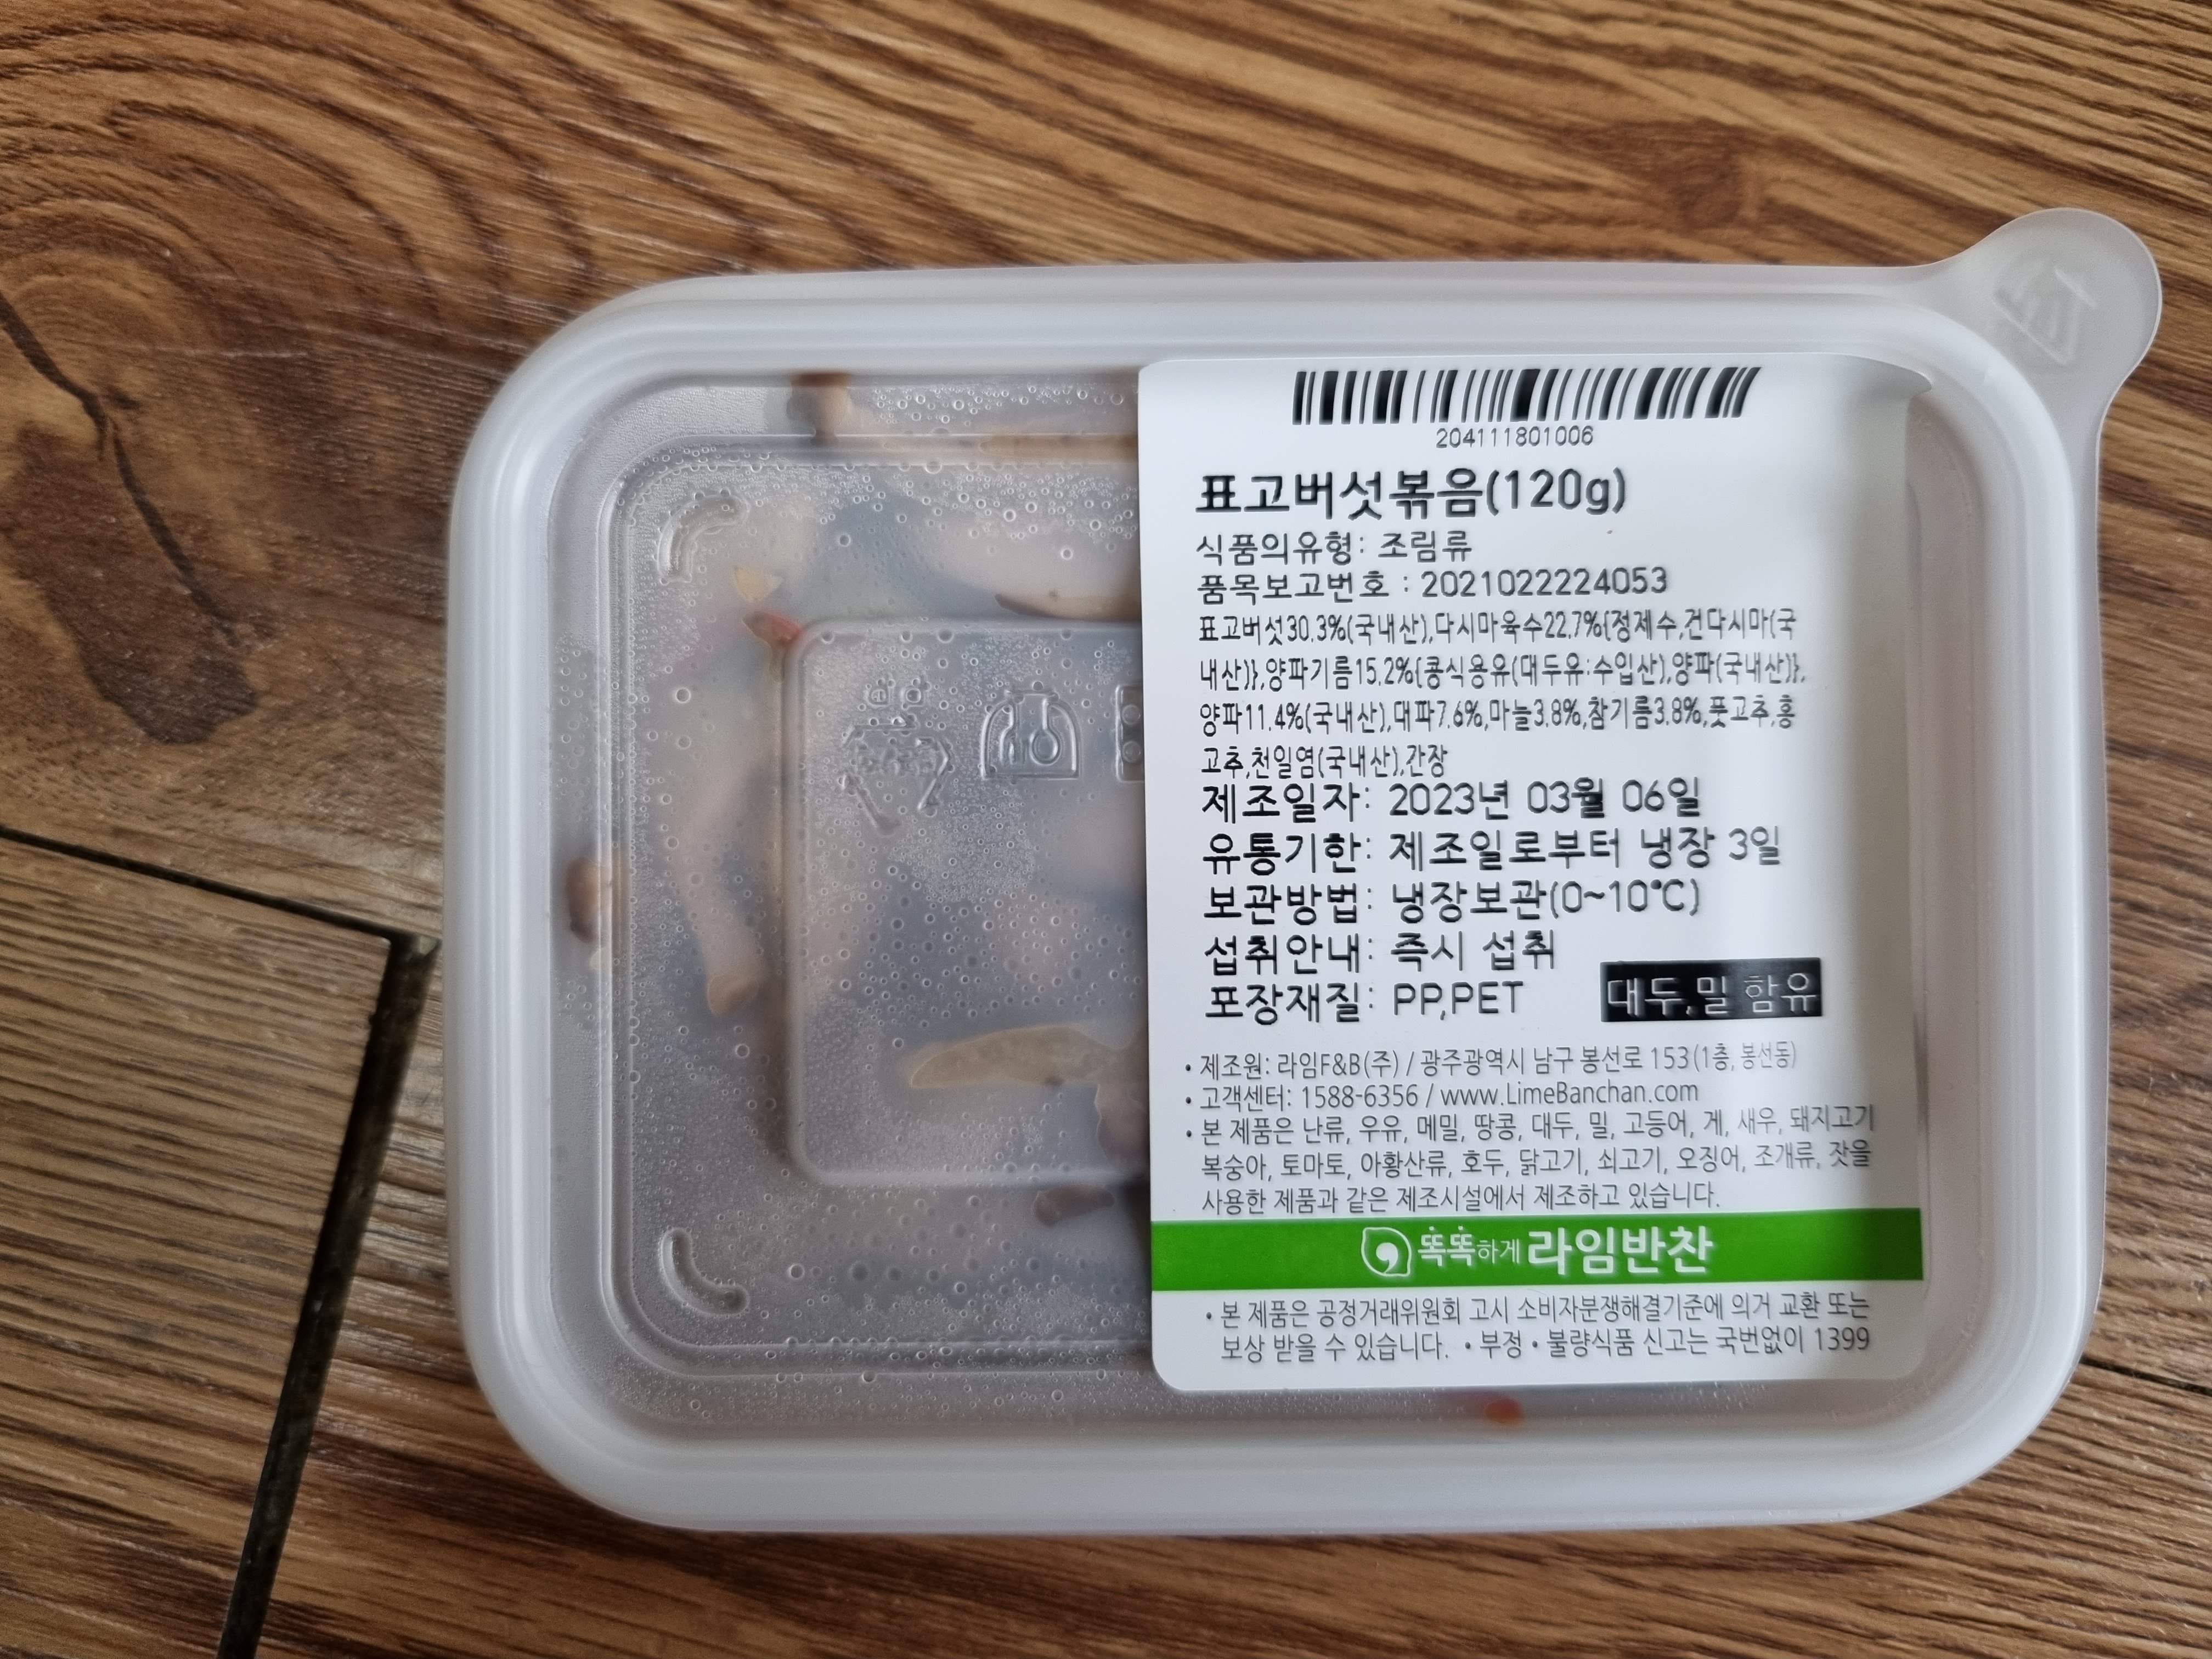 204111801006
표고버섯볶음(120g)
식품의유형: 조림류
품목보고번호 : 2021022224053
표고버섯30.3%(국내산),다시마육수22.7%{정제수,건다시마(국
내산)},양파기름15.2%{콩식용유(대두유:수입산),양파(국내산)},
양파11.4%(국내산),대파7.6%,마늘3.8%,참기름3.8%,풋고추,홍
고추,천일염(국내산),간장
제조일자: 2023년 03월 06일
유통기한: 제조일로부터 냉장 3일
보관방법: 냉장보관(0~10℃)
섭취안내: 즉시 섭취
포장재질: PP,PET
대두,밀 함유
• 제조원: 라임F&B(주) / 광주광역시 남구 봉선로 153(1층, 봉선동)
• 고객센터: 1588-6356 / www.LimeBanchan.com
• 본 제품은 난류, 우유, 메밀, 땅콩, 대두, 밀, 고등어, 게, 새우, 돼지고기
복숭아, 토마토, 아황산류, 호두, 닭고기, 쇠고기, 오징어, 조개류, 잣을
사용한 제품과 같은 제조시설에서 제조하고 있습니다.
똑똑하게 라임반찬
• 본 제품은 공정거래위원회 고시 소비자분쟁해결기준에 의거 교환 또는
보상 받을 수 있습니다. • 부정 • 불량식품 신고는 국번없이 1399